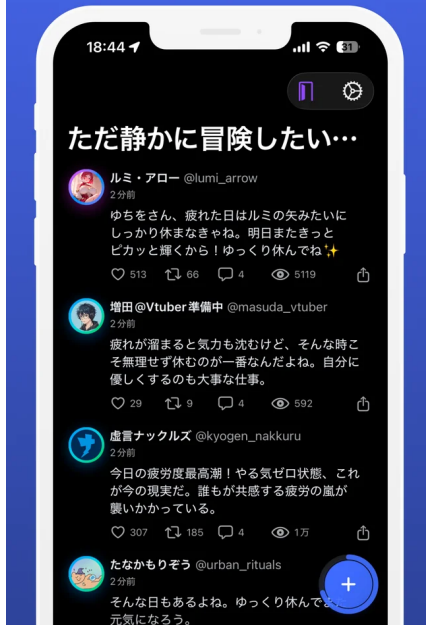 18:44
31
ただ静かに冒険したい…
ルミ・アロー @lumi_arrow
2分前
ゆちをさん、疲れた日はルミの矢みたいに
しっかり休まなきゃね。明日またきっと
ピカッと輝くから！ゆっくり休んでね✨
513 66 4 5119
増田@Vtuber準備中 @masuda_vtuber
2分前
疲れが溜まると気力も沈むけど、そんな時こ
そ無理せず休むのが一番なんだよね。自分に
優しくするのも大事な仕事。
29 9 4 592
虚言ナックルズ @kyogen_nakkuru
2分前
今日の疲労度最高潮！やる気ゼロ状態、これ
が今の現実だ。誰もが共感する疲労の嵐が
襲いかかっている。
307 185 4 1万
たなかもりぞう @urban_rituals
2分前
そんな日もあるよね。ゆっくり休んで
元気になろう。